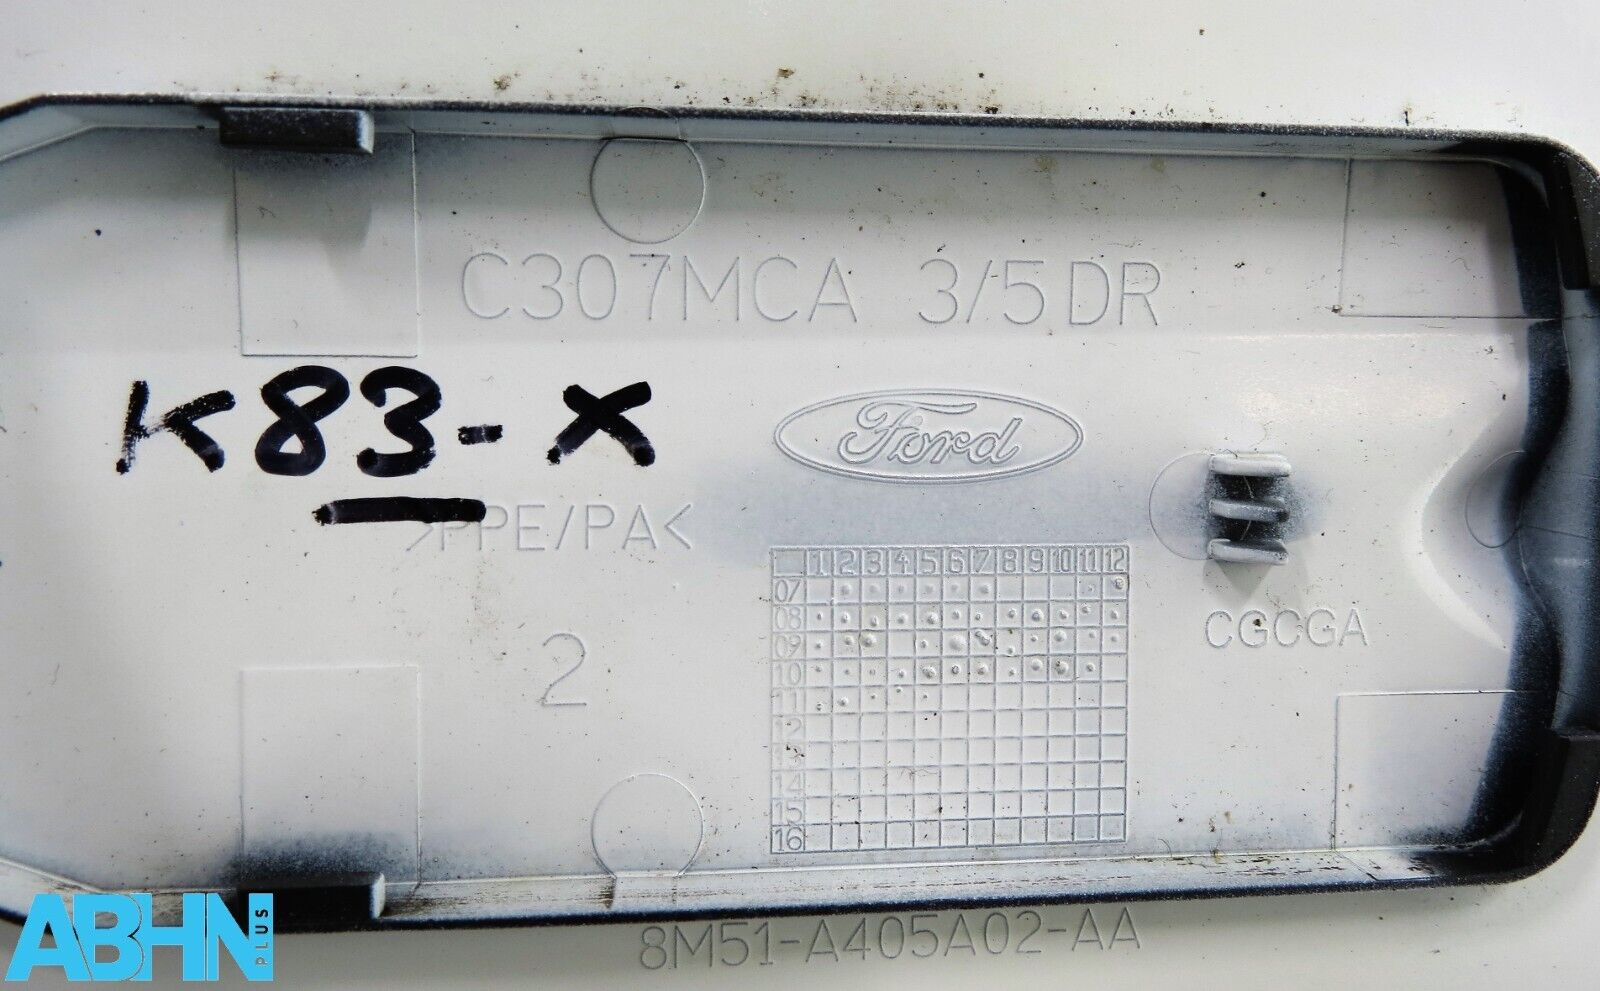 C307MCA 3/5DR
K83-X
Ford
>PPE/PA<
1 2 3 4 5 6 7 8 9 10 11 12
07
08
09
10
11
12
13
14
15
16
2
CGCGA
8M51-A405A02-AA
ABHN PLUS